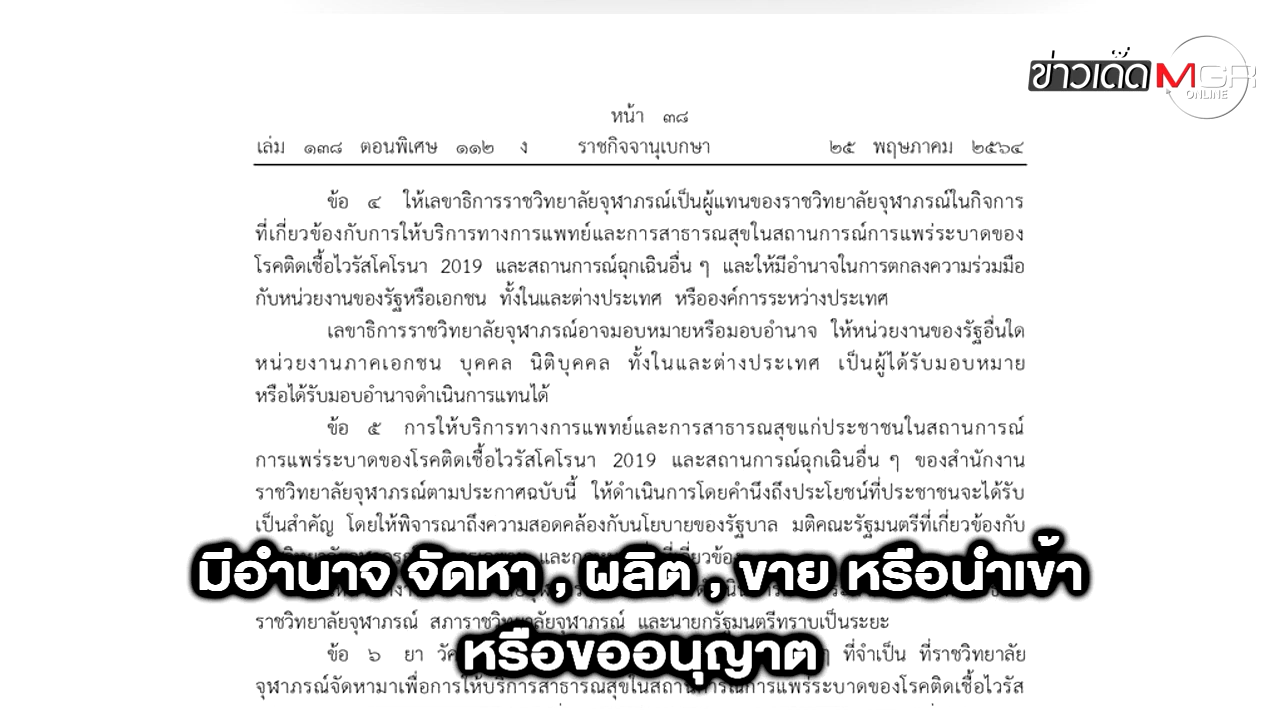 ข่าวเด็ด MGR ONLINE
หน้า ๓๘
เล่ม ๑๓๘ ตอนพิเศษ ๑๑๒ ง ราชกิจจานุเบกษา ๒๕ พฤษภาคม ๒๕๖๔
ข้อ ๔ ให้เลขาธิการราชวิทยาลัยจุฬาภรณ์เป็นผู้แทนของราชวิทยาลัยจุฬาภรณ์ในกิจการ
ที่เกี่ยวข้องกับการให้บริการทางการแพทย์และการสาธารณสุขในสถานการณ์การแพร่ระบาดของ
โรคติดเชื้อไวรัสโคโรนา 2019 และสถานการณ์ฉุกเฉินอื่น ๆ และให้มีอำนาจในการตกลงความร่วมมือ
กับหน่วยงานของรัฐหรือเอกชน ทั้งในและต่างประเทศ หรือองค์การระหว่างประเทศ
เลขาธิการราชวิทยาลัยจุฬาภรณ์อาจมอบหมายหรือมอบอำนาจ ให้หน่วยงานของรัฐอื่นใด
หน่วยงานภาคเอกชน บุคคล นิติบุคคล ทั้งในและต่างประเทศ เป็นผู้ได้รับมอบหมาย
หรือได้รับมอบอำนาจดำเนินการแทนได้
ข้อ ๕ การให้บริการทางการแพทย์และการสาธารณสุขแก่ประชาชนในสถานการณ์
การแพร่ระบาดของโรคติดเชื้อไวรัสโคโรนา 2019 และสถานการณ์ฉุกเฉินอื่น ๆ ของสำนักงาน
ราชวิทยาลัยจุฬาภรณ์ตามประกาศฉบับนี้ ให้ดำเนินการโดยคำนึงถึงประโยชน์ที่ประชาชนจะได้รับ
เป็นสำคัญ โดยให้พิจารณาถึงความสอดคล้องกับนโยบายของรัฐบาล มติคณะรัฐมนตรีที่เกี่ยวข้องกับ
มีอำนาจ จัดหา , ผลิต , ขาย หรือนำเข้า
ราชวิทยาลัยจุฬาภรณ์ สภาราชวิทยาลัยจุฬาภรณ์ และนายกรัฐมนตรีทราบเป็นระยะ
หรือขออนุญาต
ข้อ ๖ ยา ที่จำเป็น ที่ราชวิทยาลัย
จุฬาภรณ์จัดหามาเพื่อการให้บริการสาธารณสุขในสถานการณ์การแพร่ระบาดของโรคติดเชื้อไวรัส